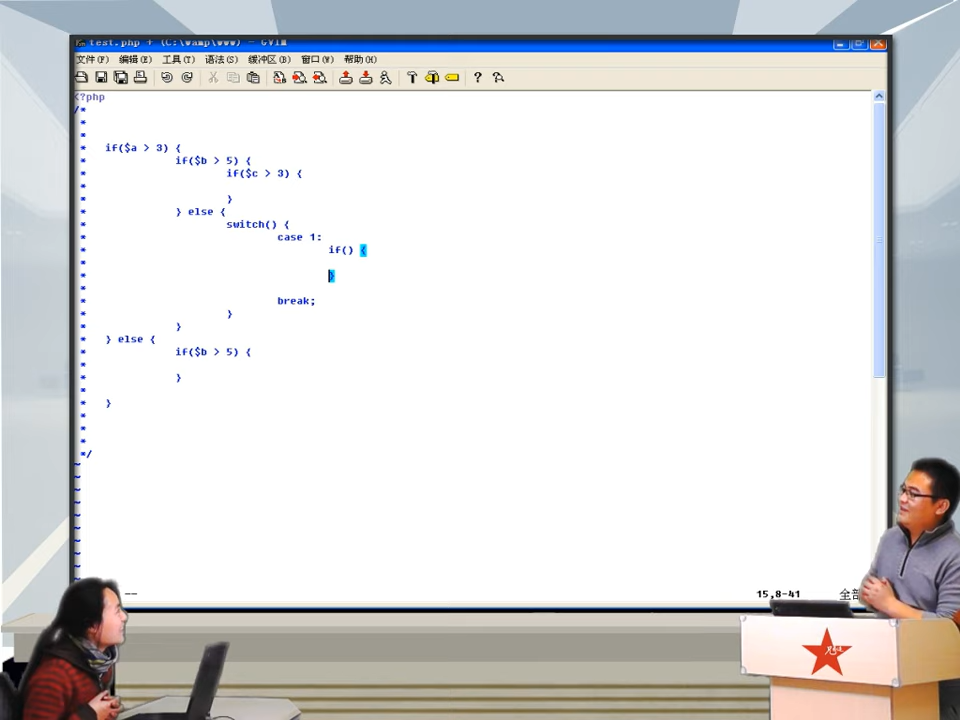 test.php + (C:\wamp\www) - GVIM
文件(F) 编辑(E) 工具(T) 语法(S) 缓冲区(B) 窗口(W) 帮助(H)
<?php
/*
*
*
* if($a > 3) {
* if($b > 5) {
* if($c > 3) {
*
* }
* } else {
* switch() {
* case 1:
* if() {
*
* }
*
* break;
* }
* }
* } else {
* if($b > 5) {
*
* }
*
* }
*
*
*
*/
~
~
~
~
~
~
~
~
~
~
-- 15,8-41 全部